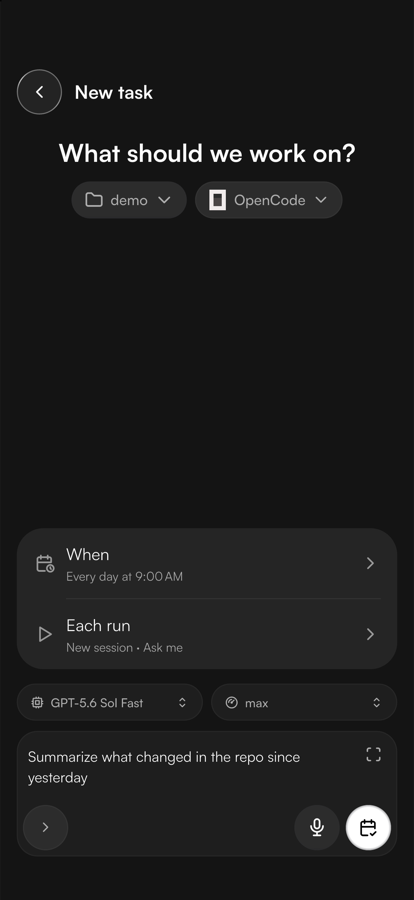 New task
What should we work on?
demo
OpenCode
When
Every day at 9:00 AM
Each run
New session · Ask me
GPT-5.6 Sol Fast
max
Summarize what changed in the repo since
yesterday